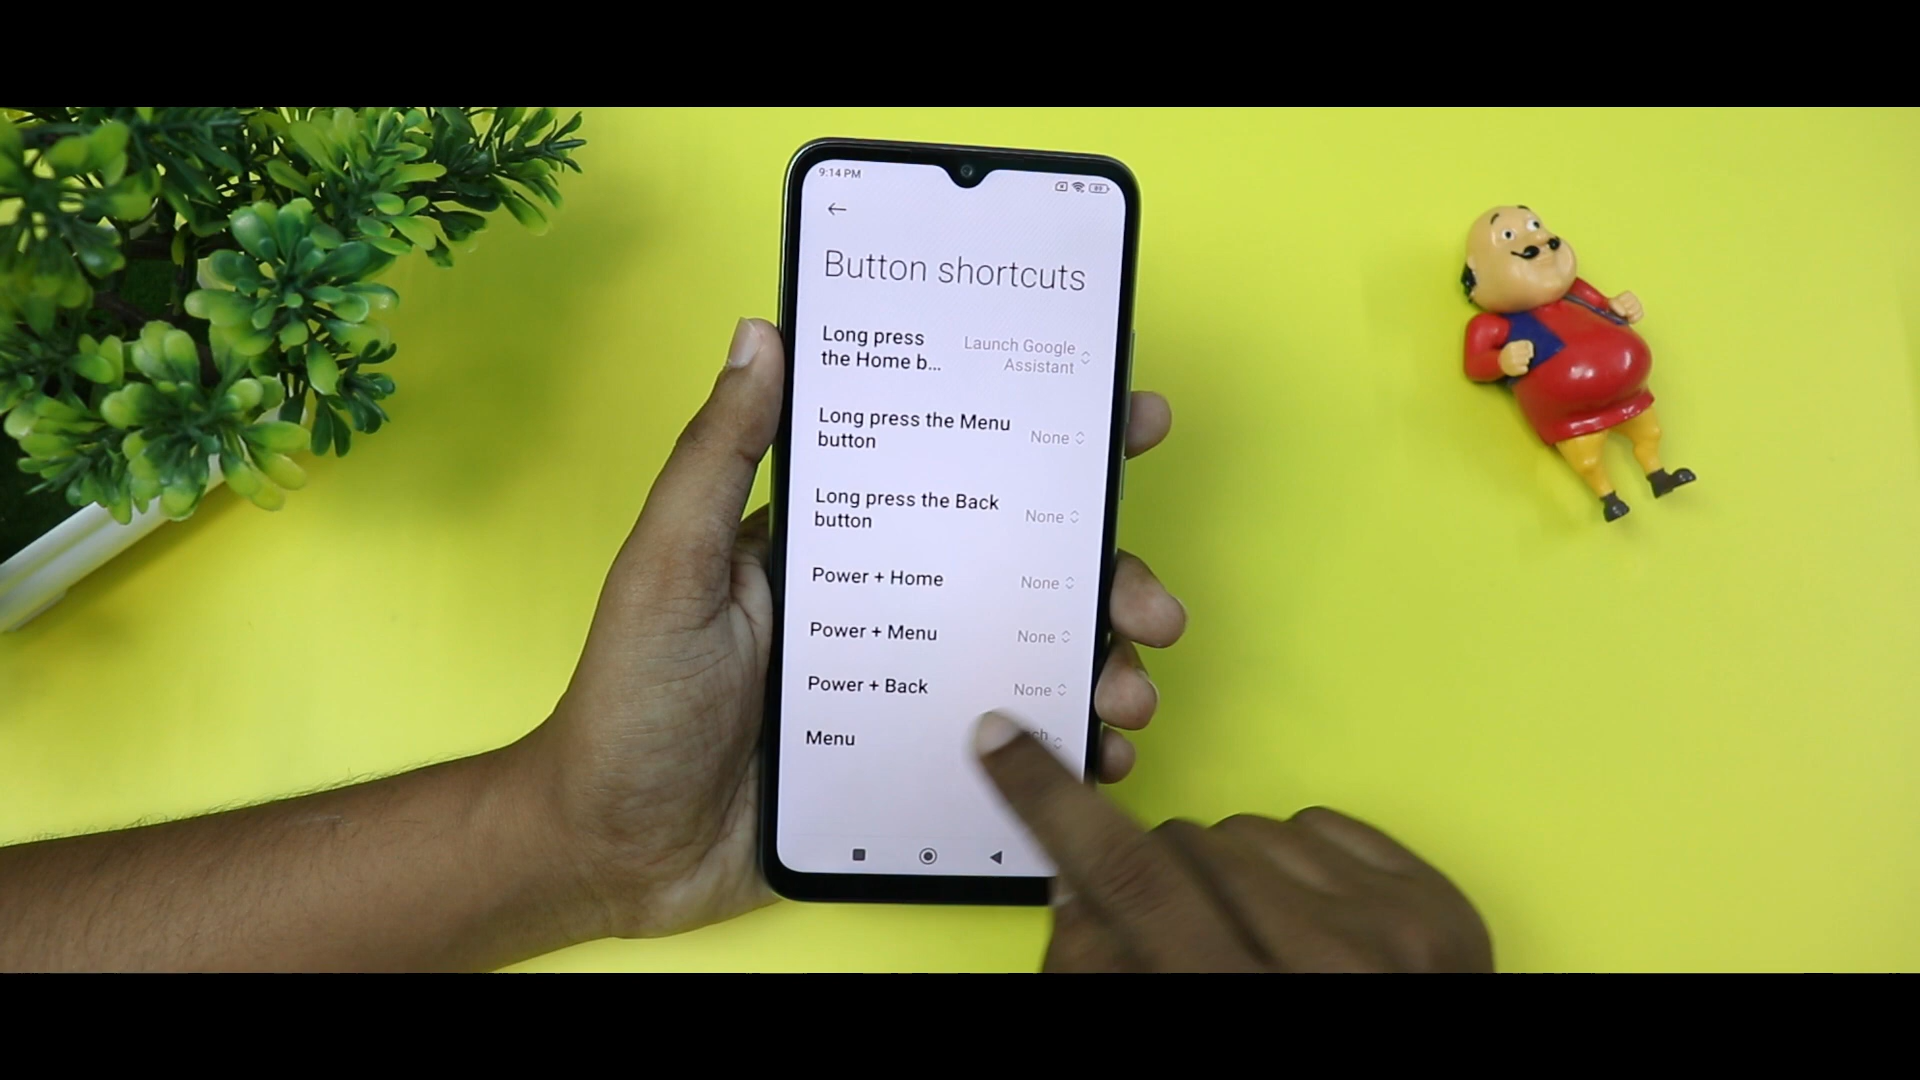 9:14 PM
Button shortcuts
Long press
the Home b...
Launch Google
Assistant
Long press the Menu
button
None
Long press the Back
button
None
Power + Home
None
Power + Menu
None
Power + Back
None
Menu